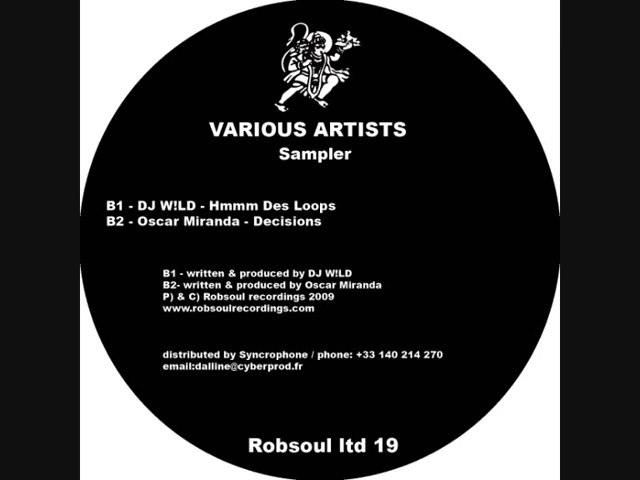 VARIOUS ARTISTS
Sampler
B1 - DJ W!LD - Hmmm Des Loops
B2 - Oscar Miranda - Decisions
B1 - written & produced by DJ W!LD
B2- written & produced by Oscar Miranda
P) & C) Robsoul recordings 2009
www.robsoulrecordings.com
distributed by Syncrophone / phone: +33 140 214 270
email:dalline@cyberprod.fr
Robsoul ltd 19